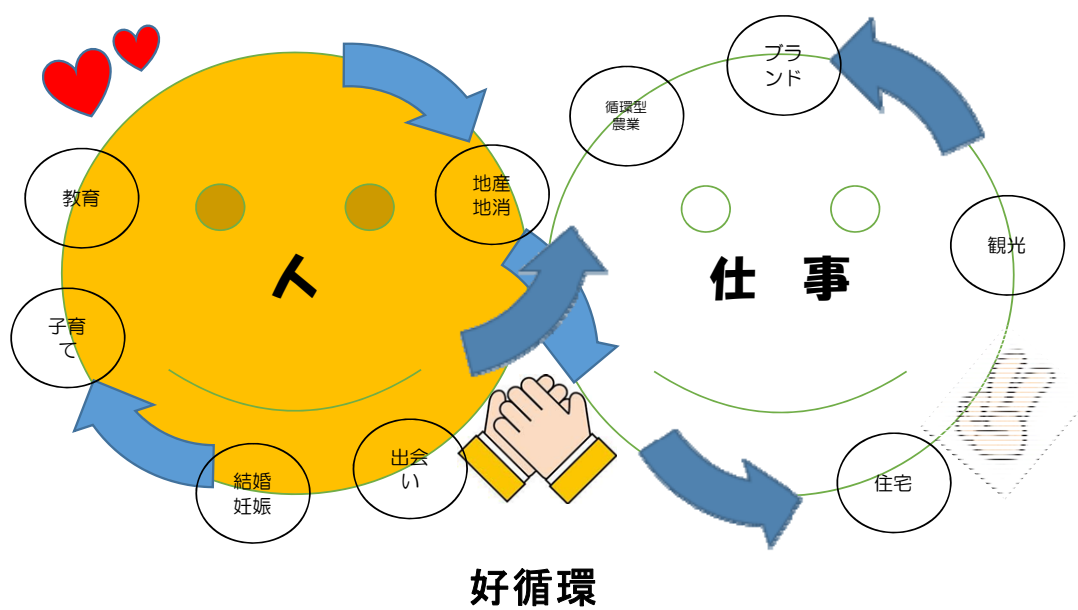 ブラ
ンド
循環型
農業
教育
地産
地消
観光
人
仕 事
子育
て
出会
い
結婚
妊娠
住宅
好循環